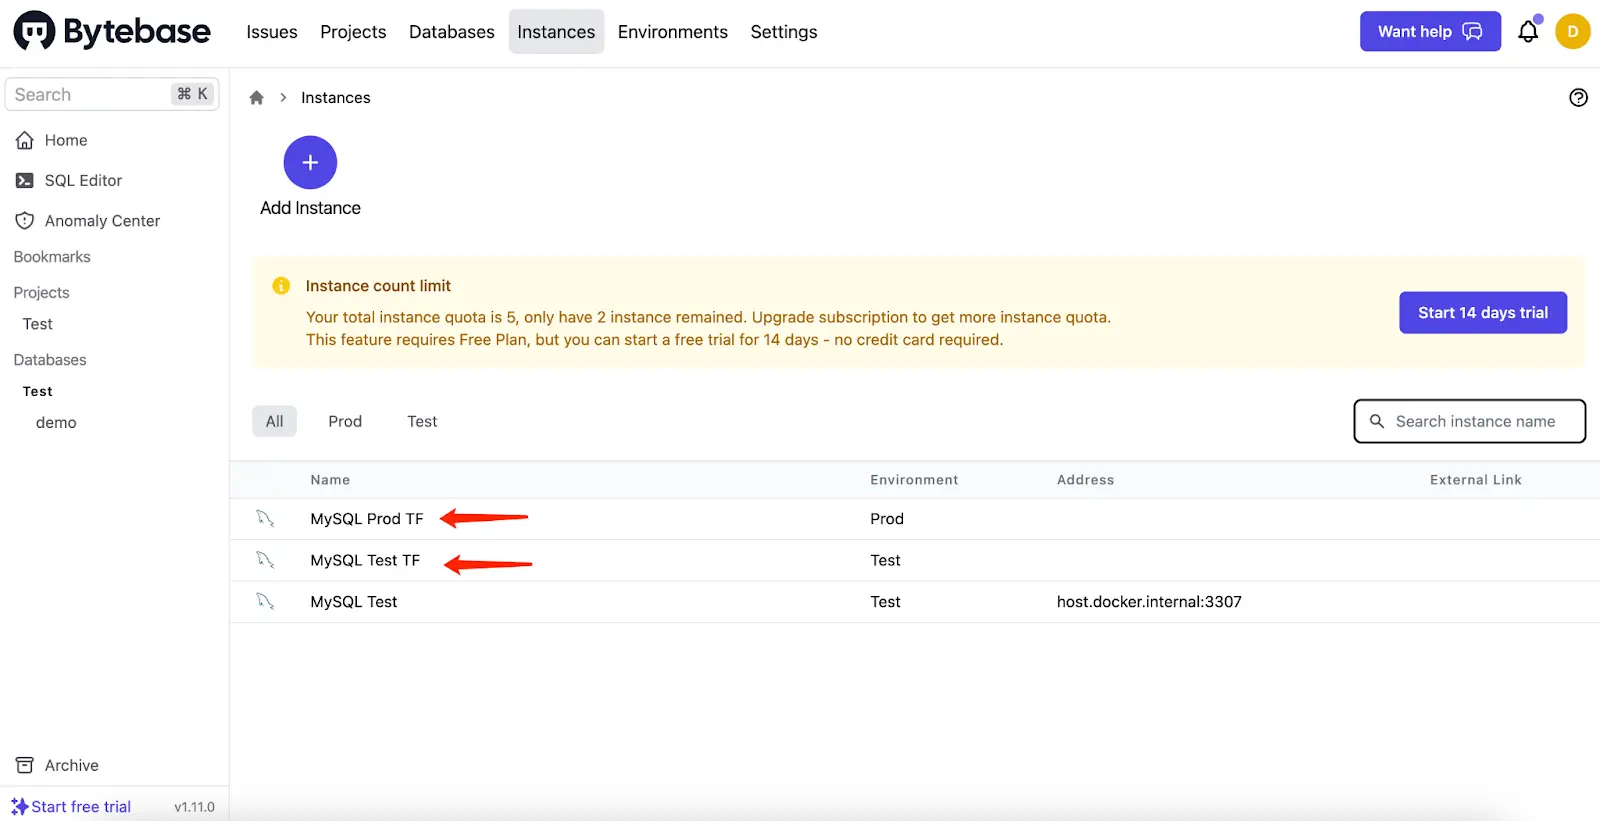 Bytebase
Issues
Projects
Databases
Instances
Environments
Settings
Want help
D
Search
⌘ K
Home
SQL Editor
Anomaly Center
Bookmarks
Projects
Test
Databases
Test
demo
Archive
Start free trial
v1.11.0
Instances
Add Instance
Instance count limit
Your total instance quota is 5, only have 2 instance remained. Upgrade subscription to get more instance quota.
This feature requires Free Plan, but you can start a free trial for 14 days - no credit card required.
Start 14 days trial
All
Prod
Test
Search instance name
Name Environment Address External Link
MySQL Prod TF Prod
MySQL Test TF Test
MySQL Test Test host.docker.internal:3307